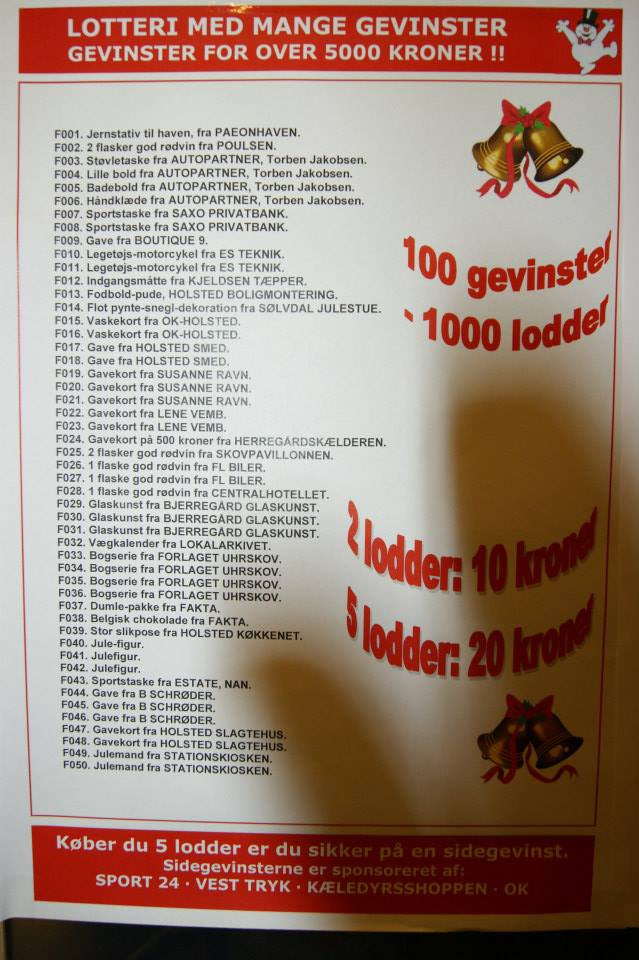 LOTTERI MED MANGE GEVINSTER
GEVINSTER FOR OVER 5000 KRONER !!
F001. Jernstativ til haven, fra PAEONHAVEN.
F002. 2 flasker god rødvin fra POULSEN.
F003. Støvletaske fra AUTOPARTNER, Torben Jakobsen.
F004. Lille bold fra AUTOPARTNER, Torben Jakobsen.
F005. Badebold fra AUTOPARTNER, Torben Jakobsen.
F006. Håndklæde fra AUTOPARTNER, Torben Jakobsen.
F007. Sportstaske fra SAXO PRIVATBANK.
F008. Sportstaske fra SAXO PRIVATBANK.
F009. Gave fra BOUTIQUE 9.
F010. Legetøjs-motorcykel fra ES TEKNIK.
F011. Legetøjs-motorcykel fra ES TEKNIK.
F012. Indgangsmåtte fra KJELDSEN TÆPPER.
F013. Fodbold-pude, HOLSTED BOLIGMONTERING.
F014. Flot pynte-snegl-dekoration fra SØLVDAL JULESTUE.
F015. Vaskekort fra OK-HOLSTED.
F016. Vaskekort fra OK-HOLSTED.
F017. Gave fra HOLSTED SMED.
F018. Gave fra HOLSTED SMED.
F019. Gavekort fra SUSANNE RAVN.
F020. Gavekort fra SUSANNE RAVN.
F021. Gavekort fra SUSANNE RAVN.
F022. Gavekort fra LENE VEMB.
F023. Gavekort fra LENE VEMB.
F024. Gavekort på 500 kroner fra HERREGÅRDSKÆLDEREN.
F025. 2 flasker god rødvin fra SKOVPAVILLONNEN.
F026. 1 flaske god rødvin fra FL BILER.
F027. 1 flaske god rødvin fra FL BILER.
F028. 1 flaske god rødvin fra CENTRALHOTELLET.
F029. Glaskunst fra BJERREGÅRD GLASKUNST.
F030. Glaskunst fra BJERREGÅRD GLASKUNST.
F031. Glaskunst fra BJERREGÅRD GLASKUNST.
F032. Vægkalender fra LOKALARKIVET.
F033. Bogserie fra FORLAGET UHRSKOV.
F034. Bogserie fra FORLAGET UHRSKOV.
F035. Bogserie fra FORLAGET UHRSKOV.
F036. Bogserie fra FORLAGET UHRSKOV.
F037. Dumle-pakke fra FAKTA.
F038. Belgisk chokolade fra FAKTA.
F039. Stor slikpose fra HOLSTED KØKKENET.
F040. Jule-figur.
F041. Julefigur.
F042. Julefigur.
F043. Sportstaske fra ESTATE, NAN.
F044. Gave fra B SCHRØDER.
F045. Gave fra B SCHRØDER.
F046. Gave fra B SCHRØDER.
F047. Gavekort fra HOLSTED SLAGTEHUS.
F048. Gavekort fra HOLSTED SLAGTEHUS.
F049. Julemand fra STATIONSKIOSKEN.
F050. Julemand fra STATIONSKIOSKEN.
100 gevinster
- 1000 lodder
2 lodder: 10 kroner
5 lodder: 20 kroner
Køber du 5 lodder er du sikker på en sidegevinst.
Sidegevinsterne er sponsoreret af:
SPORT 24 · VEST TRYK · KÆLEDYRSSHOPPEN · OK